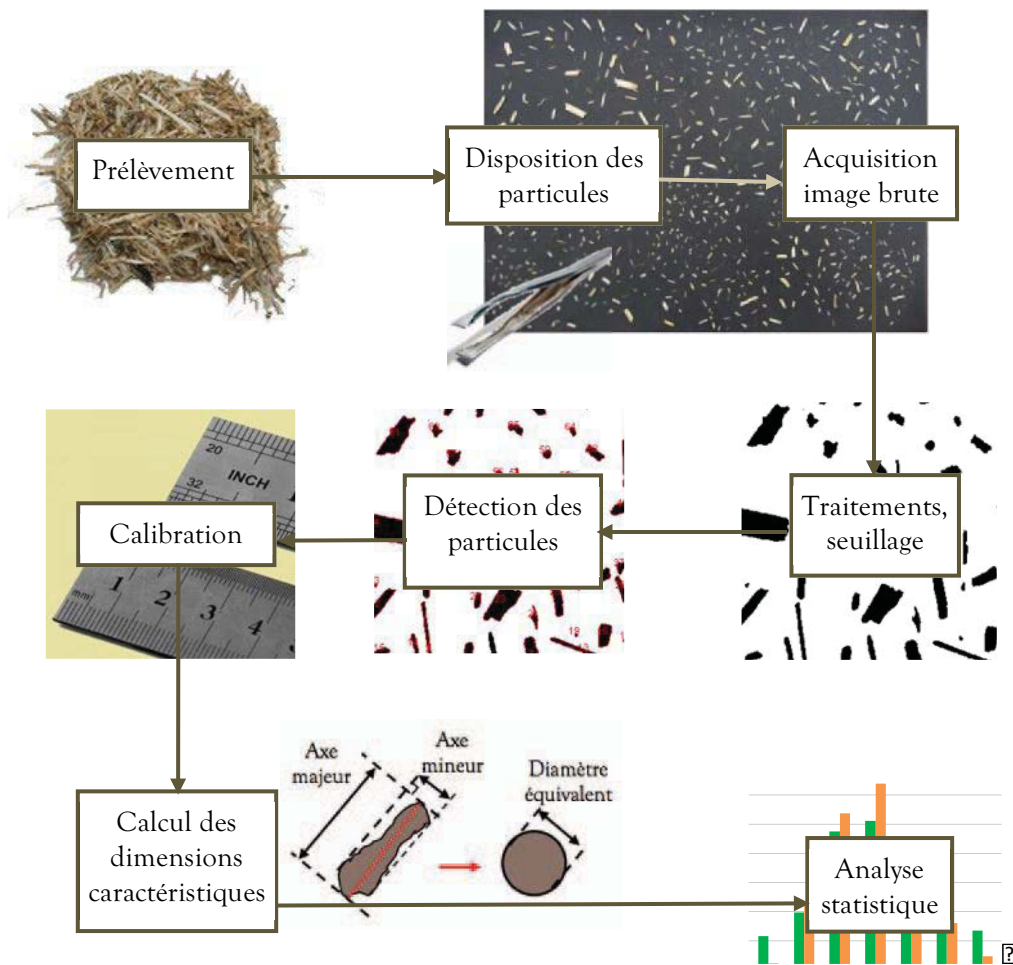 Prélèvement
Disposition des
particules
Acquisition
image brute
20
INCH
32
Calibration
mm
1 2 3 4
Détection des
particules
Traitements,
seuillage
Calcul des
dimensions
caractéristiques
Axe
majeur
Axe
mineur
Diamètre
équivalent
Analyse
statistique
?